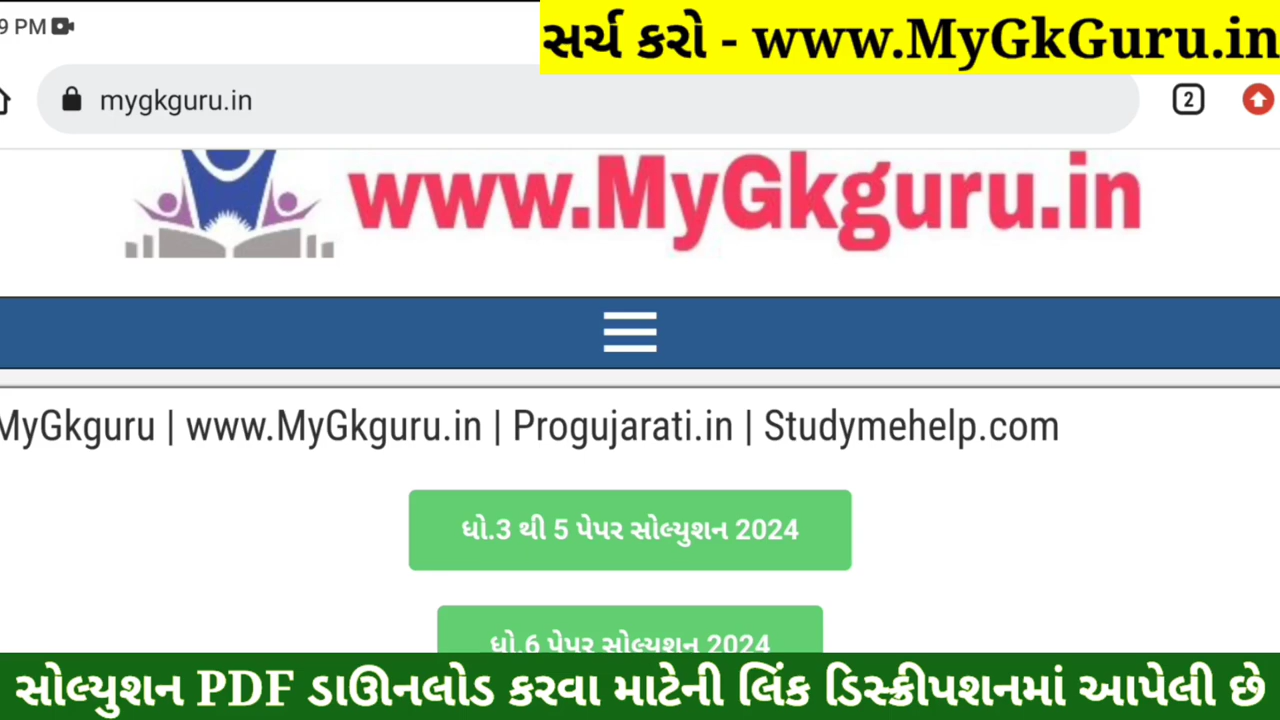 9 PM
સર્ચ કરો - www.MyGkGuru.in
mygkguru.in
2
www.MyGkguru.in
MyGkguru | www.MyGkguru.in | Progujarati.in | Studymehelp.com
ધો.3 થી 5 પેપર સોલ્યુશન 2024
ધો.6 પેપર સોલ્યુશન 2024
સોલ્યુશન PDF ડાઊનલોડ કરવા માટેની લિંક ડિસ્ક્રીપશનમાં આપેલી છે